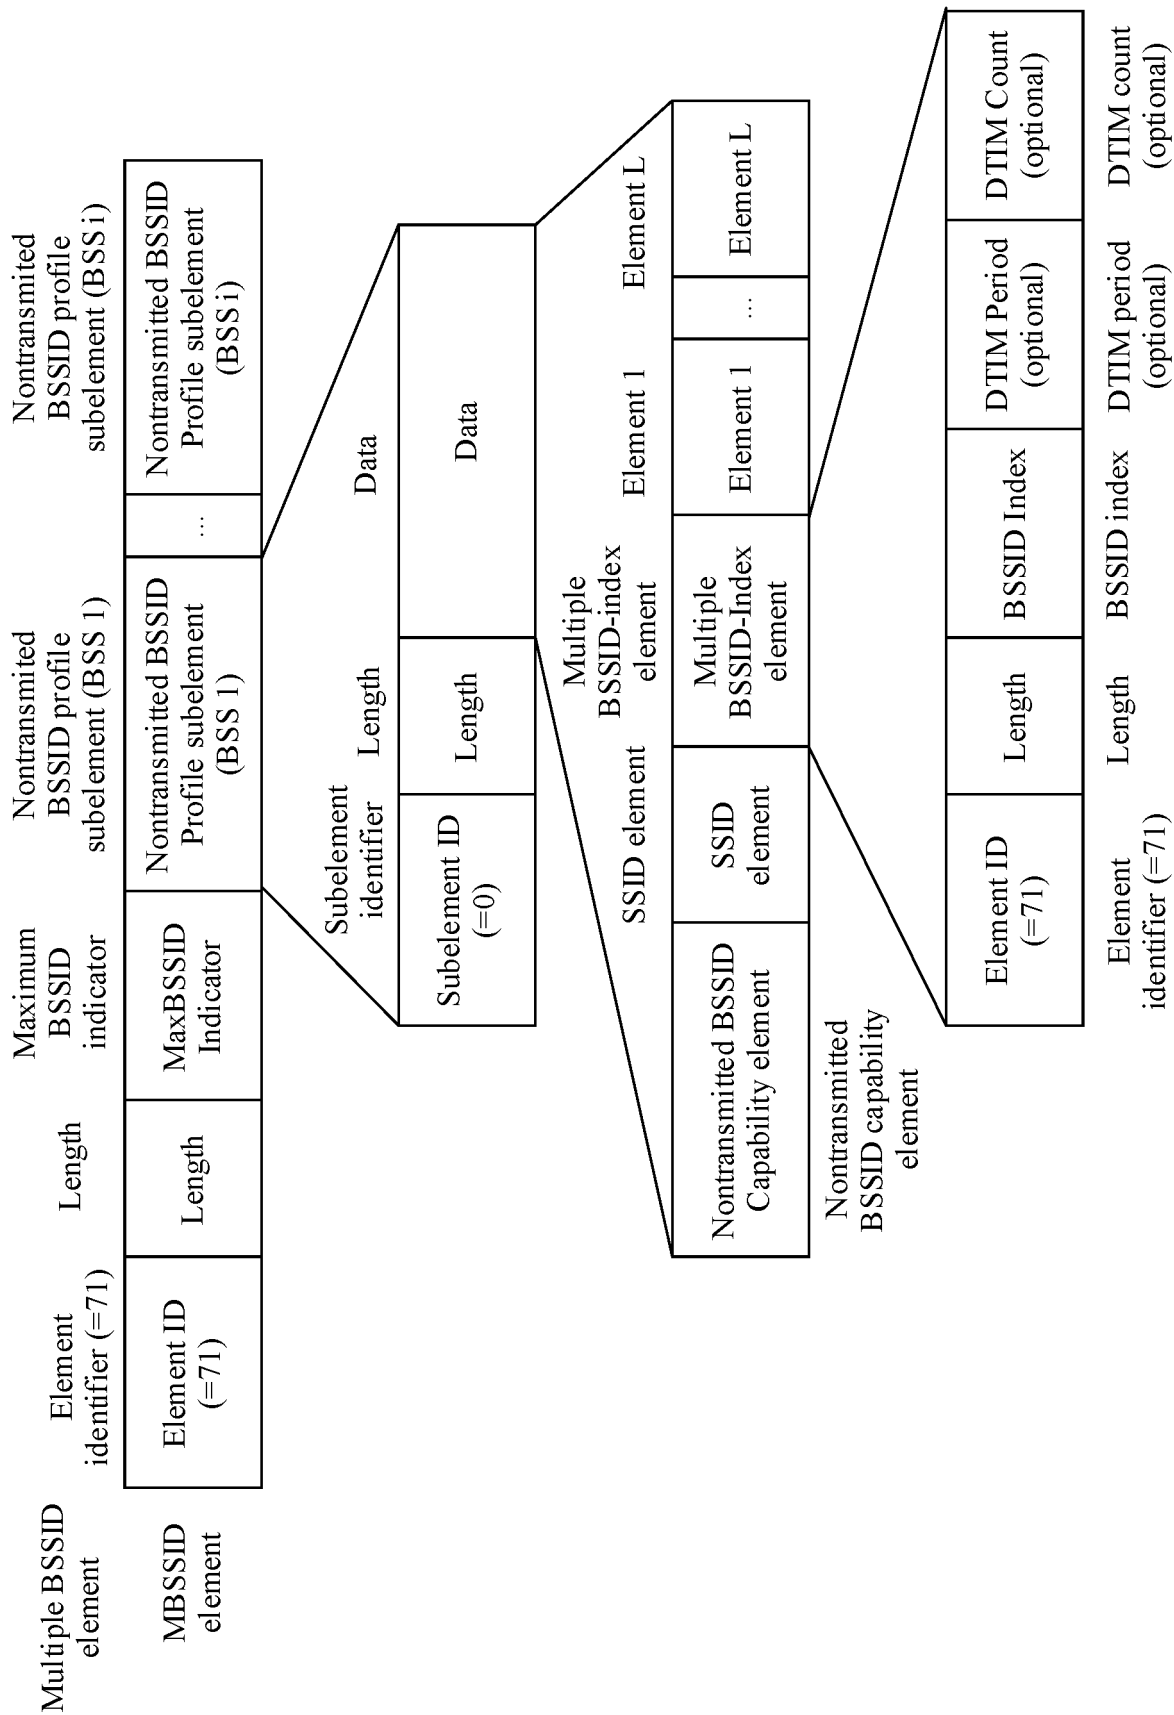 Multiple BSSID
element
Element
identifier (=71)
Length
Maximum
BSSID
indicator
Nontransmited
BSSID profile
subelement (BSS 1)
Nontransmited
BSSID profile
subelement (BSS i)
MBSSID
element
Element ID
(=71)
Length
MaxBSSID
Indicator
Nontransmitted BSSID
Profile subelement
(BSS 1)
...
Nontransmitted BSSID
Profile subelement
(BSS i)
Subelement
identifier
Length
Data
Subelement ID
(=0)
Length
Data
SSID element
Multiple
BSSID-index
element
Element 1
Element L
Nontransmitted BSSID
Capability element
SSID
element
Multiple
BSSID-Index
element
Element 1
...
Element L
Nontransmitted
BSSID capability
element
Element ID
(=71)
Length
BSSID Index
DTIM Period
(optional)
DTIM Count
(optional)
Element
identifier (=71)
Length
BSSID index
DTIM period
(optional)
DTIM count
(optional)